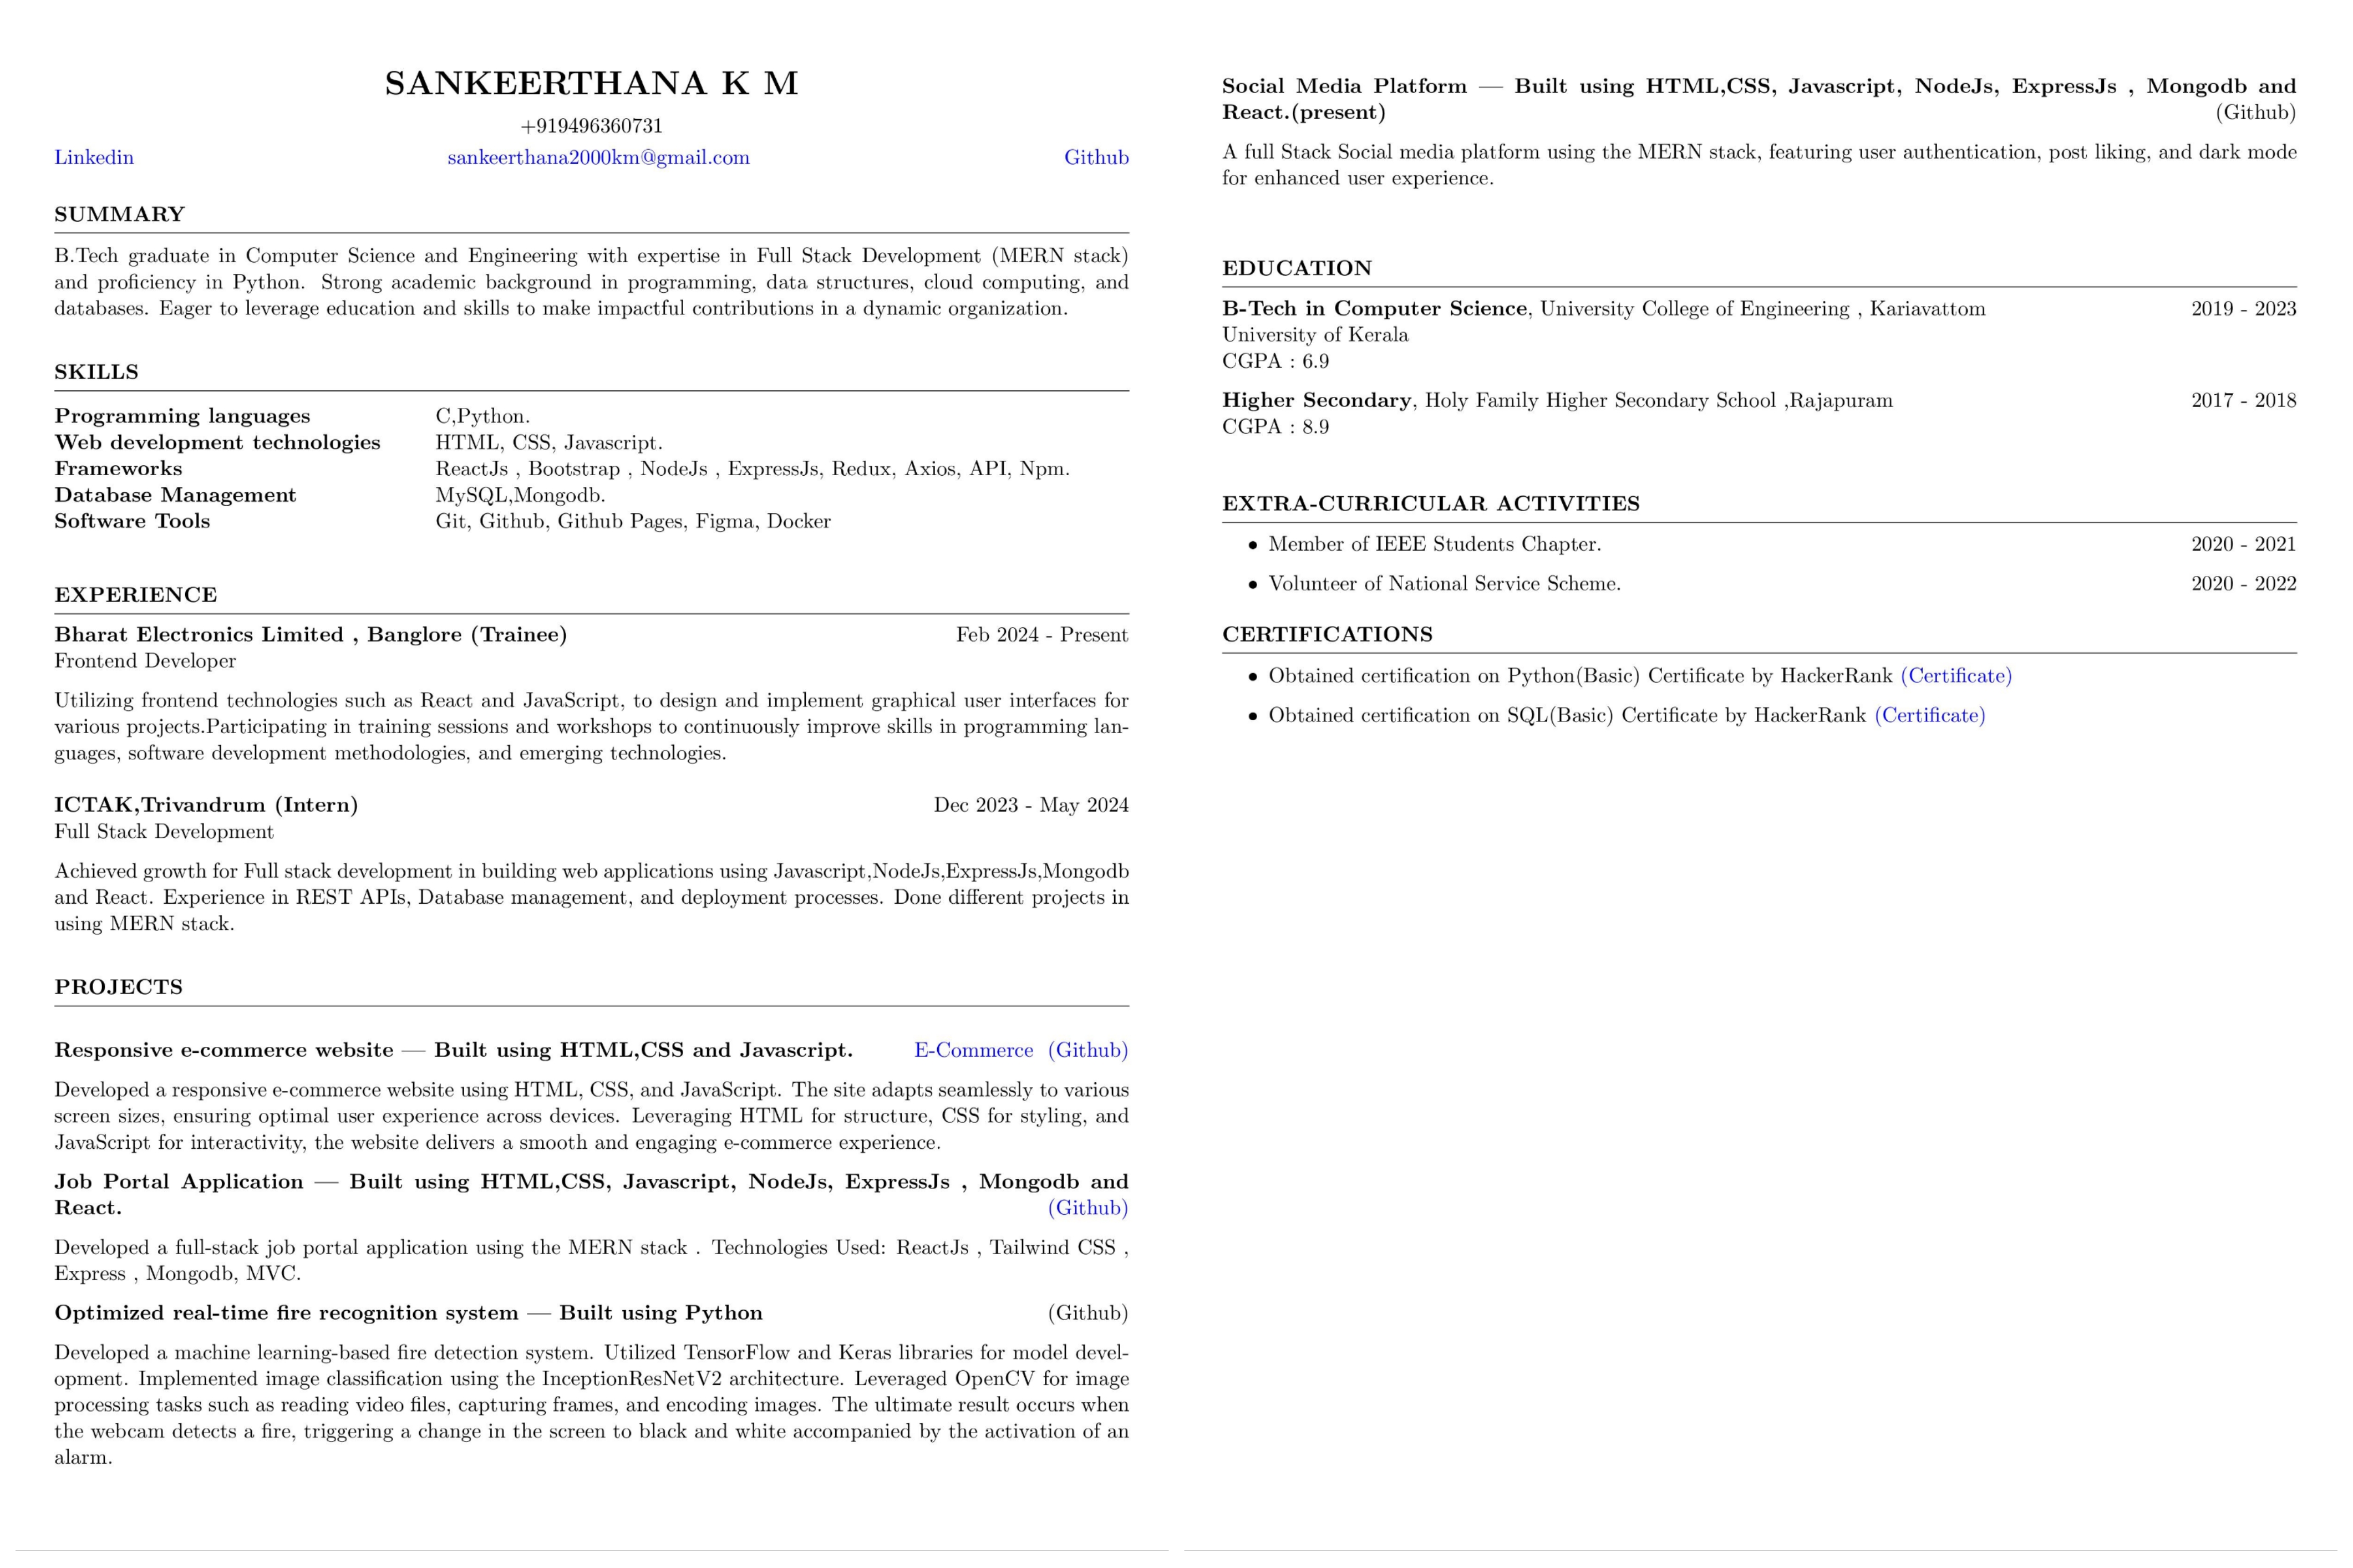 SANKEERTHANA K M
+919496360731
Linkedin sankeerthana2000km@gmail.com Github
SUMMARY
B.Tech graduate in Computer Science and Engineering with expertise in Full Stack Development (MERN stack)
and proficiency in Python. Strong academic background in programming, data structures, cloud computing, and
databases. Eager to leverage education and skills to make impactful contributions in a dynamic organization.
SKILLS
Programming languages C,Python.
Web development technologies HTML, CSS, Javascript.
Frameworks ReactJs , Bootstrap , NodeJs , ExpressJs, Redux, Axios, API, Npm.
Database Management MySQL,Mongodb.
Software Tools Git, Github, Github Pages, Figma, Docker
EXPERIENCE
Bharat Electronics Limited , Banglore (Trainee) Feb 2024 - Present
Frontend Developer
Utilizing frontend technologies such as React and JavaScript, to design and implement graphical user interfaces for
various projects.Participating in training sessions and workshops to continuously improve skills in programming lan-
guages, software development methodologies, and emerging technologies.
ICTAK,Trivandrum (Intern) Dec 2023 - May 2024
Full Stack Development
Achieved growth for Full stack development in building web applications using Javascript,NodeJs,ExpressJs,Mongodb
and React. Experience in REST APIs, Database management, and deployment processes. Done different projects in
using MERN stack.
PROJECTS
Responsive e-commerce website — Built using HTML,CSS and Javascript. E-Commerce (Github)
Developed a responsive e-commerce website using HTML, CSS, and JavaScript. The site adapts seamlessly to various
screen sizes, ensuring optimal user experience across devices. Leveraging HTML for structure, CSS for styling, and
JavaScript for interactivity, the website delivers a smooth and engaging e-commerce experience.
Job Portal Application — Built using HTML,CSS, Javascript, NodeJs, ExpressJs , Mongodb and
React. (Github)
Developed a full-stack job portal application using the MERN stack . Technologies Used: ReactJs , Tailwind CSS ,
Express , Mongodb, MVC.
Optimized real-time fire recognition system — Built using Python (Github)
Developed a machine learning-based fire detection system. Utilized TensorFlow and Keras libraries for model devel-
opment. Implemented image classification using the InceptionResNetV2 architecture. Leveraged OpenCV for image
processing tasks such as reading video files, capturing frames, and encoding images. The ultimate result occurs when
the webcam detects a fire, triggering a change in the screen to black and white accompanied by the activation of an
alarm.
Social Media Platform — Built using HTML,CSS, Javascript, NodeJs, ExpressJs , Mongodb and
React.(present) (Github)
A full Stack Social media platform using the MERN stack, featuring user authentication, post liking, and dark mode
for enhanced user experience.
EDUCATION
B-Tech in Computer Science, University College of Engineering , Kariavattom 2019 - 2023
University of Kerala
CGPA : 6.9
Higher Secondary, Holy Family Higher Secondary School ,Rajapuram 2017 - 2018
CGPA : 8.9
EXTRA-CURRICULAR ACTIVITIES
• Member of IEEE Students Chapter. 2020 - 2021
• Volunteer of National Service Scheme. 2020 - 2022
CERTIFICATIONS
• Obtained certification on Python(Basic) Certificate by HackerRank (Certificate)
• Obtained certification on SQL(Basic) Certificate by HackerRank (Certificate)